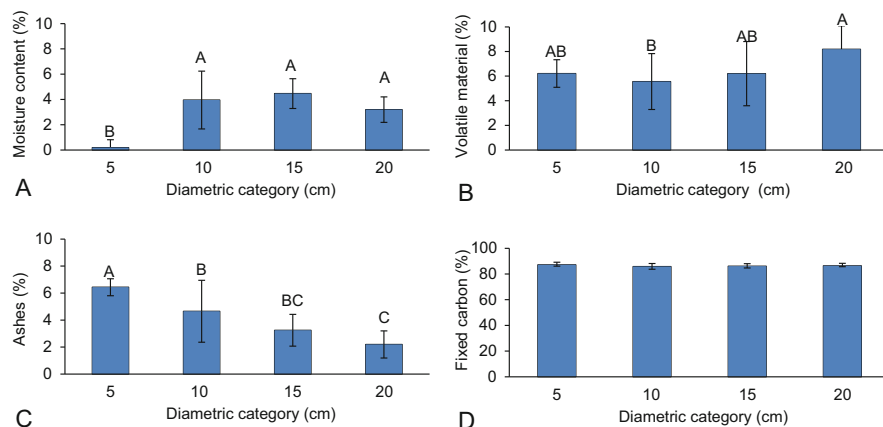 Moisture content (%)
10
8
6
4
2
0
B
A
A
A
5 10 15 20
Diametric category (cm)
A
Volatile material (%)
10
8
6
4
2
0
AB
B
AB
A
5 10 15 20
Diametric category (cm)
B
Ashes (%)
10
8
6
4
2
0
A
B
BC
C
5 10 15 20
Diametric category (cm)
C
Fixed carbon (%)
100
80
60
40
20
0
5 10 15 20
Diametric category (cm)
D